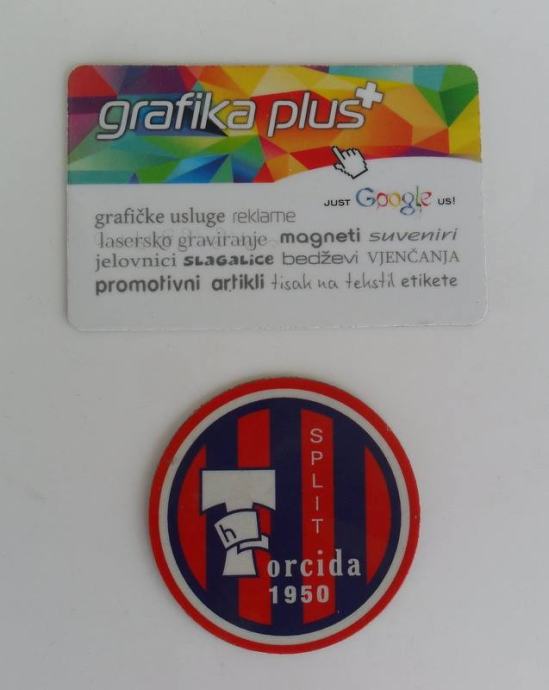 grafika plus+
JUST Google US!
grafičke usluge reklame
lasersko graviranje magneti suveniri
jelovnici SLAGALICE bedževi VJENČANJA
promotivni artikli tisak na tekstil etikete
SPLIT
h
Torcida
1950